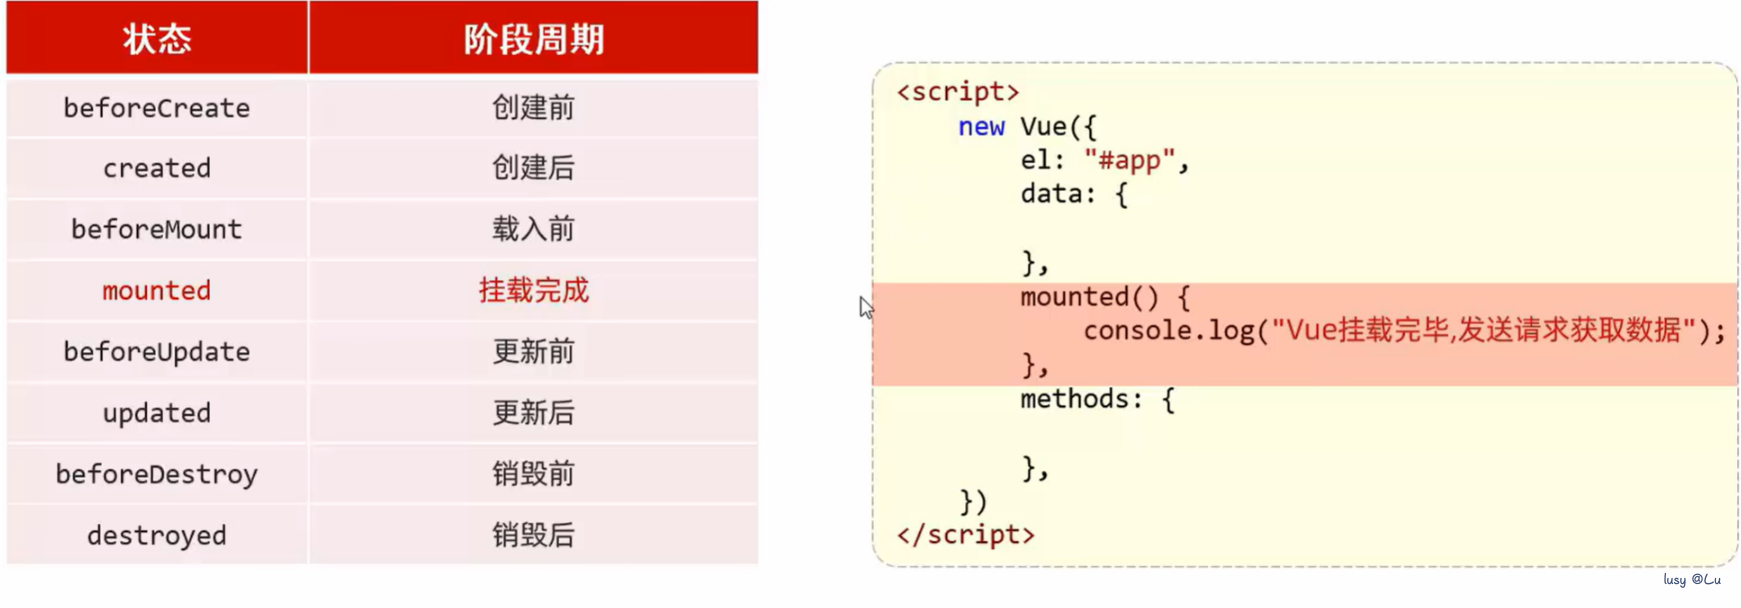 状态 阶段周期
beforeCreate 创建前
created 创建后
beforeMount 载入前
mounted 挂载完成
beforeUpdate 更新前
updated 更新后
beforeDestroy 销毁前
destroyed 销毁后
<script>
new Vue({
el: "#app",
data: {
},
mounted() {
console.log("Vue挂载完毕,发送请求获取数据");
},
methods: {
},
})
</script>
lusy @Lu